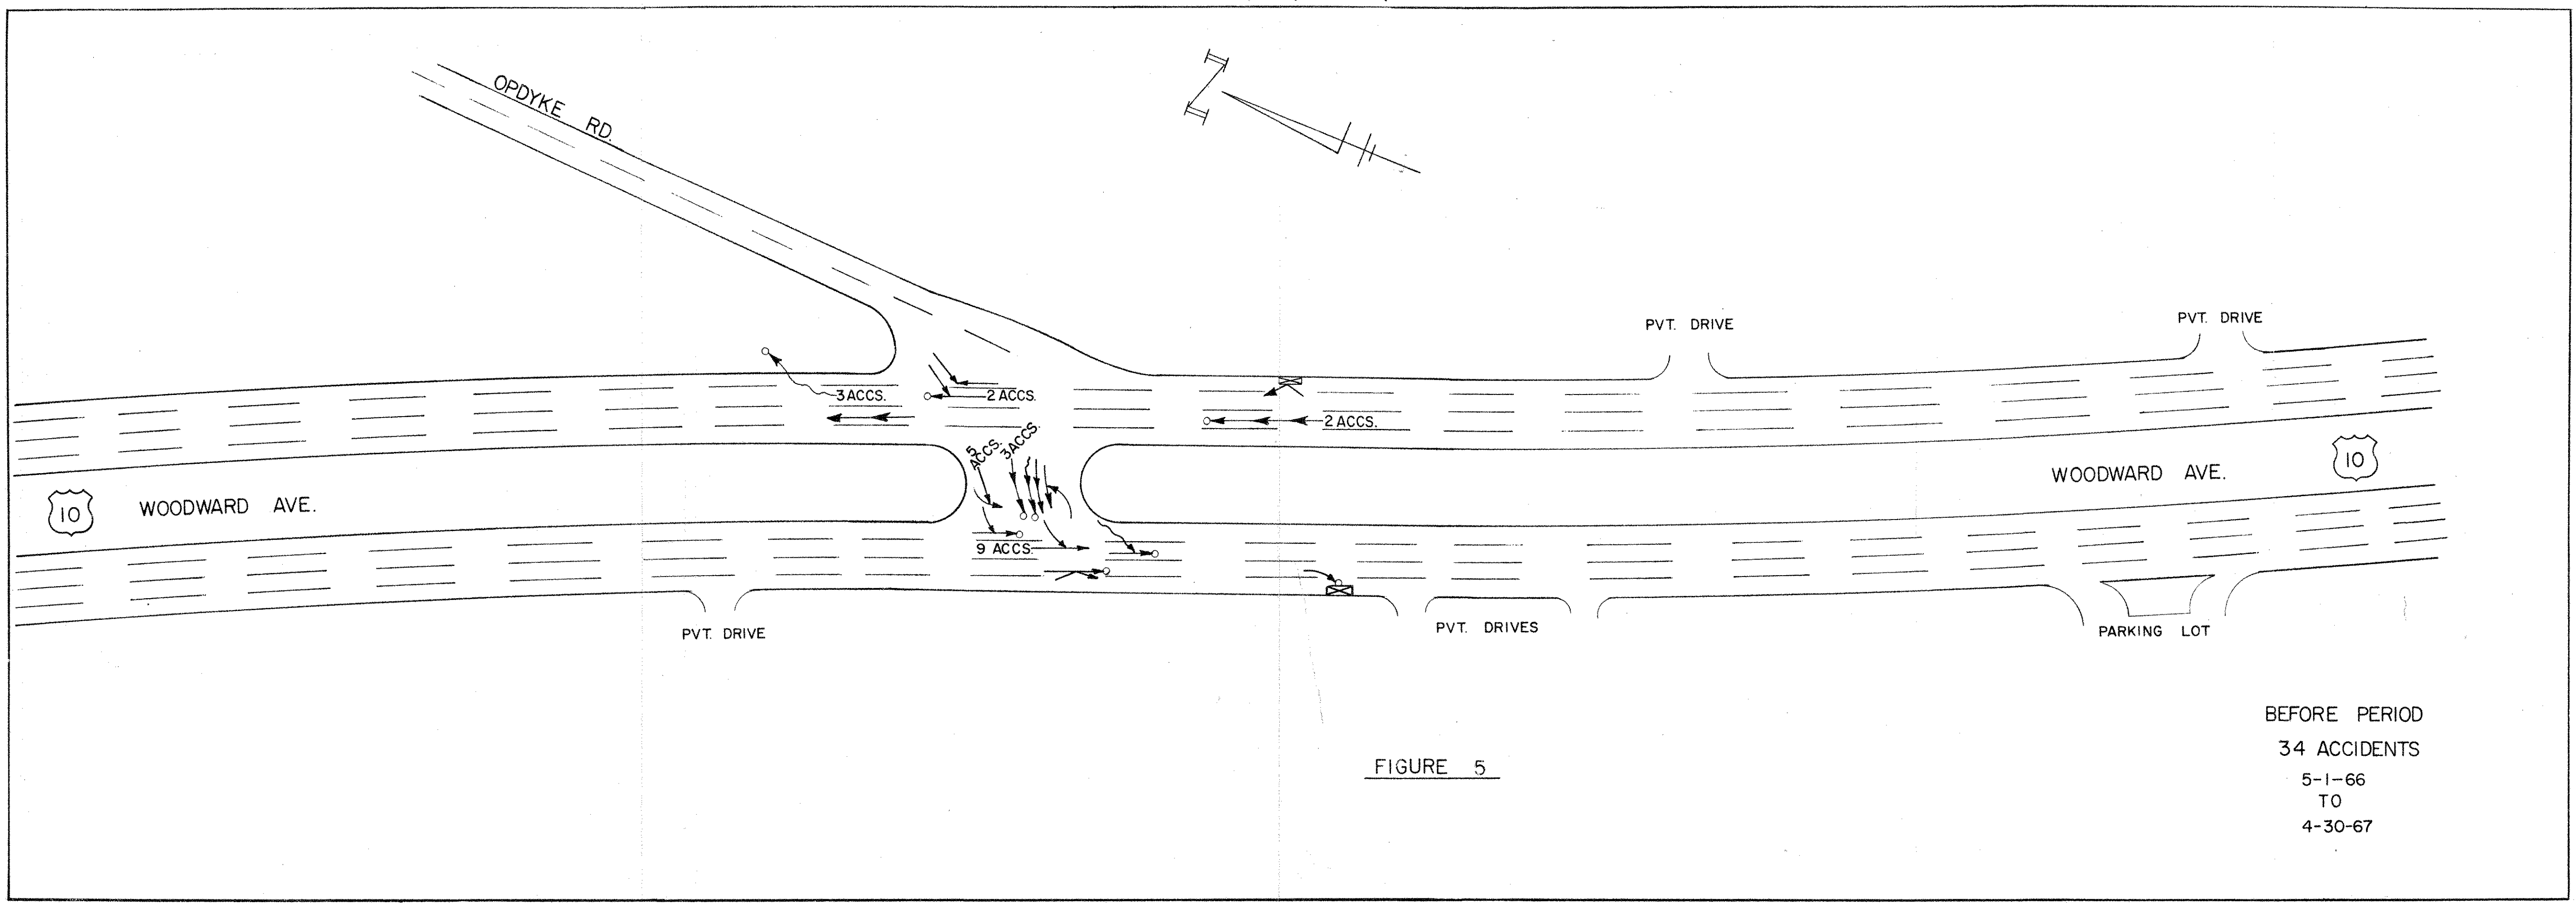 OPDYKE RD.
N
PVT. DRIVE
PVT. DRIVE
3 ACCS.
2 ACCS.
2 ACCS.
5 ACCS.
3 ACCS.
10
WOODWARD AVE.
WOODWARD AVE.
10
9 ACCS.
PVT. DRIVE
PVT. DRIVES
PARKING LOT
BEFORE PERIOD
34 ACCIDENTS
5-1-66
TO
4-30-67
FIGURE 5